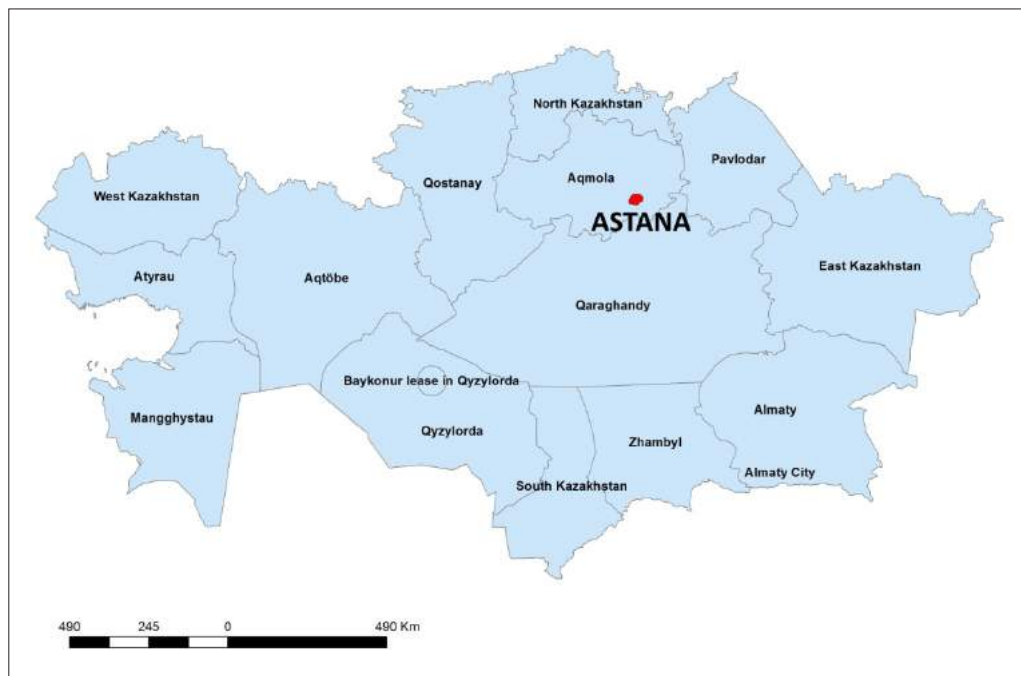 North Kazakhstan
Pavlodar
Aqmola
Qostanay
West Kazakhstan
ASTANA
East Kazakhstan
Atyrau
Aqtöbe
Qaraghandy
Baykonur lease in Qyzylorda
Almaty
Mangghystau
Qyzylorda
Zhambyl
Almaty City
South Kazakhstan
490 245 0 490 Km